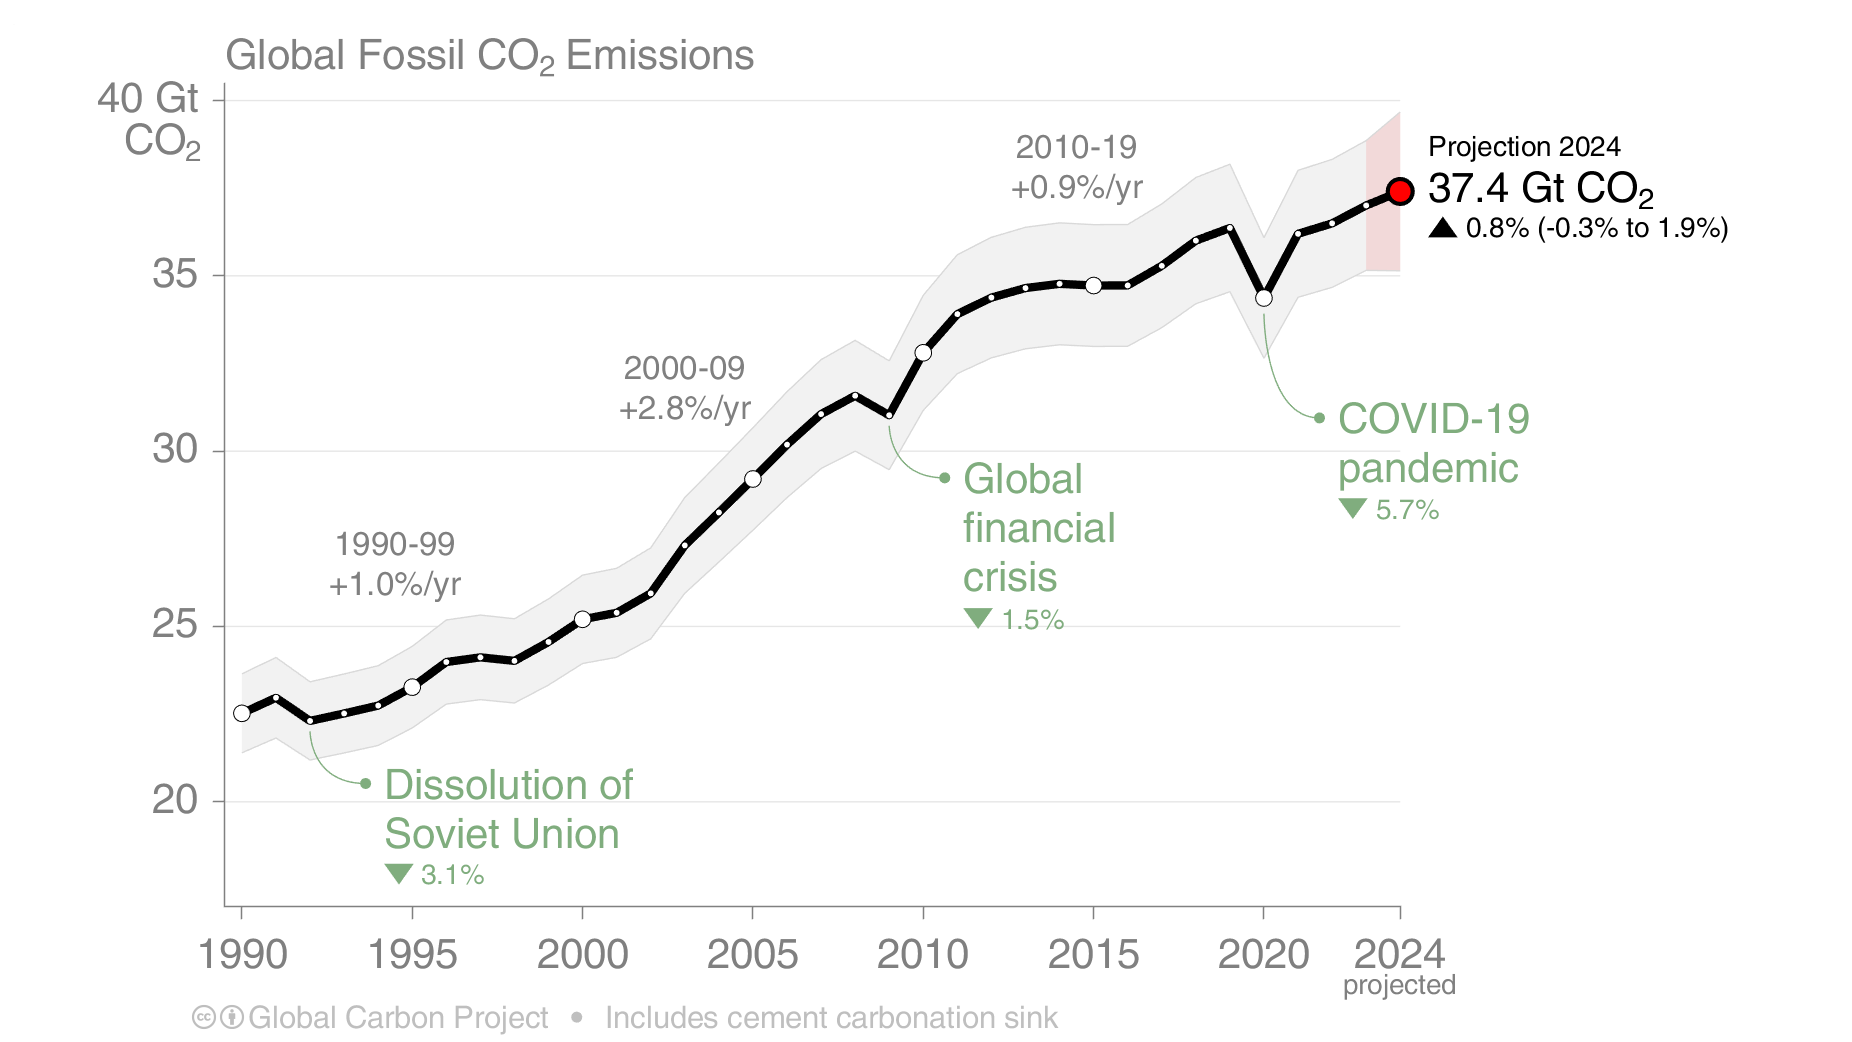 Global Fossil CO₂ Emissions
40 Gt
CO₂
35
30
25
20
1990-99
+1.0%/yr
2000-09
+2.8%/yr
2010-19
+0.9%/yr
Projection 2024
37.4 Gt CO₂
▲ 0.8% (-0.3% to 1.9%)
Dissolution of
Soviet Union
▼ 3.1%
Global
financial
crisis
▼ 1.5%
COVID-19
pandemic
▼ 5.7%
1990 1995 2000 2005 2010 2015 2020 2024
projected
cc Global Carbon Project • Includes cement carbonation sink